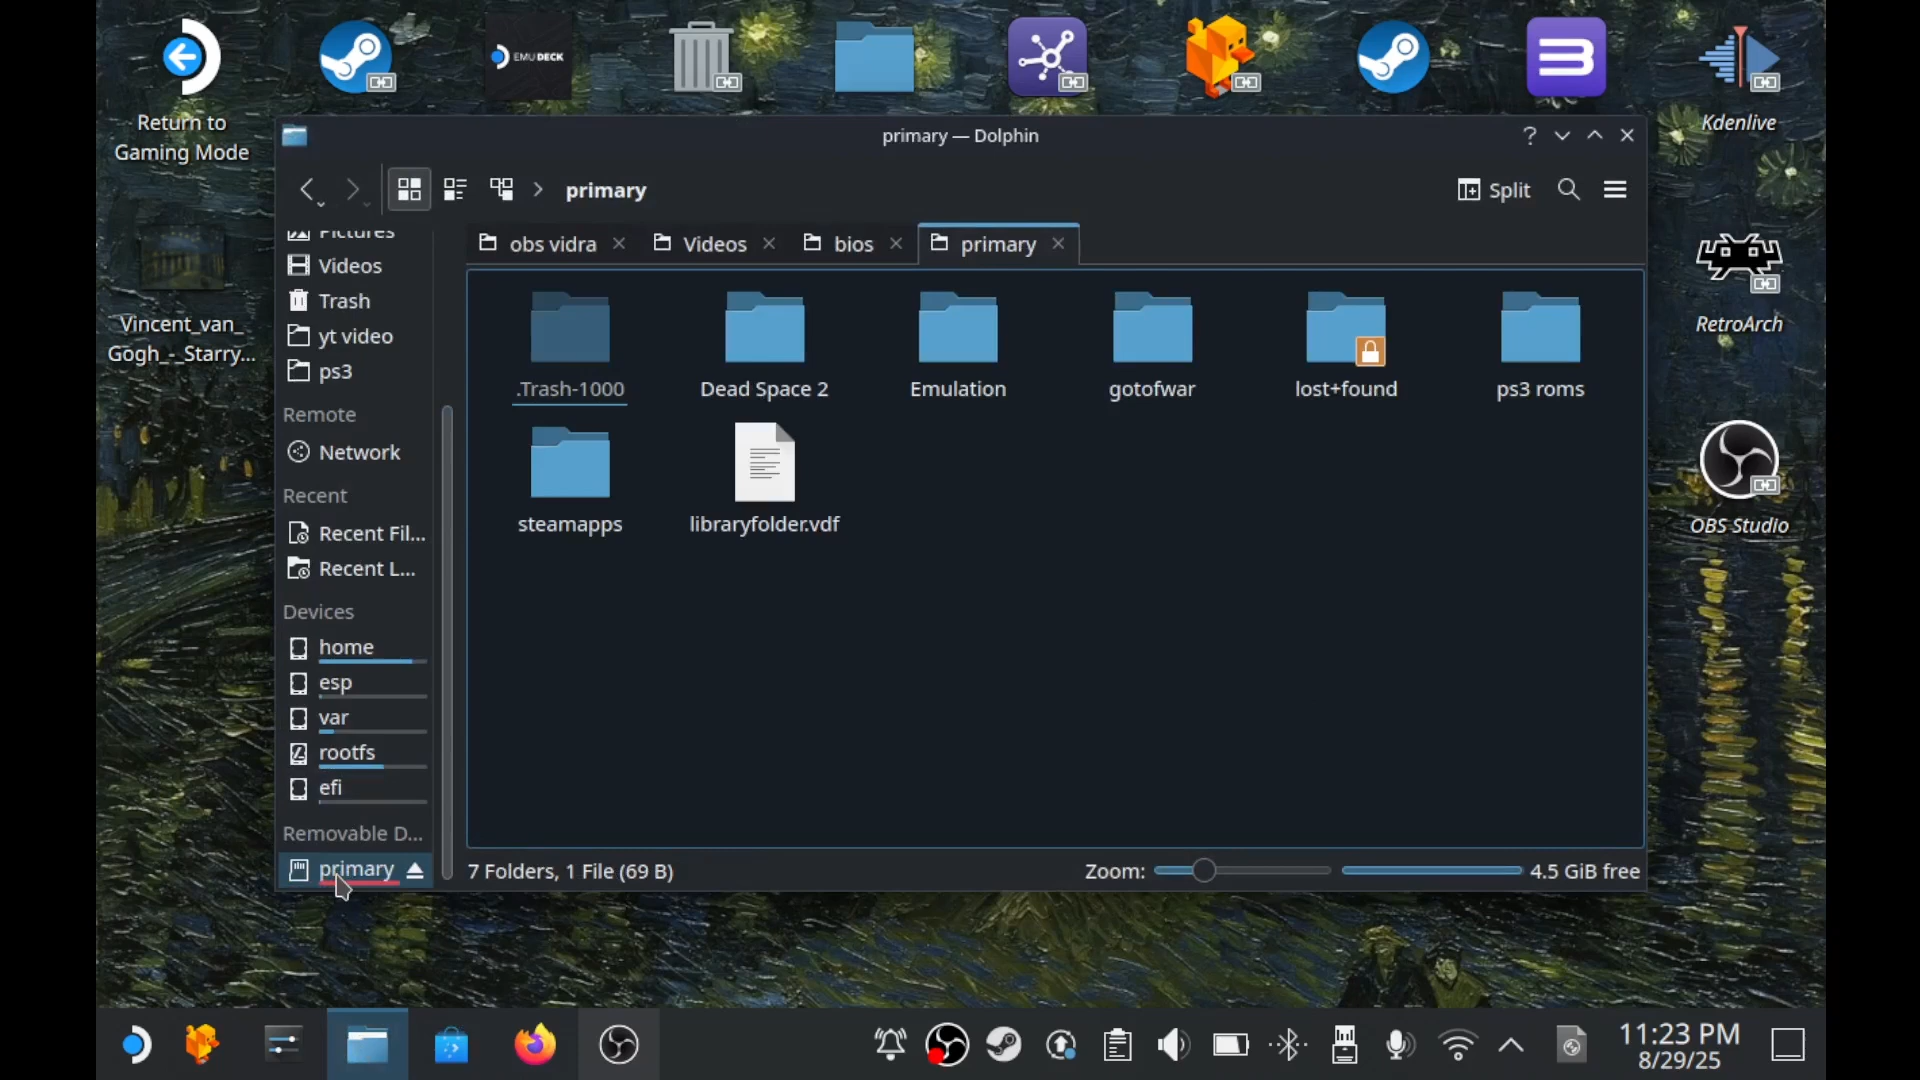 EMUDECK
Return to
Gaming Mode
Kdenlive
primary — Dolphin
primary
Split
obs vidra
Videos
bios
primary
Pictures
Videos
Trash
yt video
ps3
Remote
Network
Recent
Recent Fil...
Recent L...
Devices
home
esp
var
rootfs
efi
Removable D...
primary
.Trash-1000
Dead Space 2
Emulation
gotofwar
lost+found
ps3 roms
steamapps
libraryfolder.vdf
7 Folders, 1 File (69 B)
Zoom:
4.5 GiB free
Vincent_van_
Gogh_-_Starry...
RetroArch
OBS Studio
11:23 PM
8/29/25